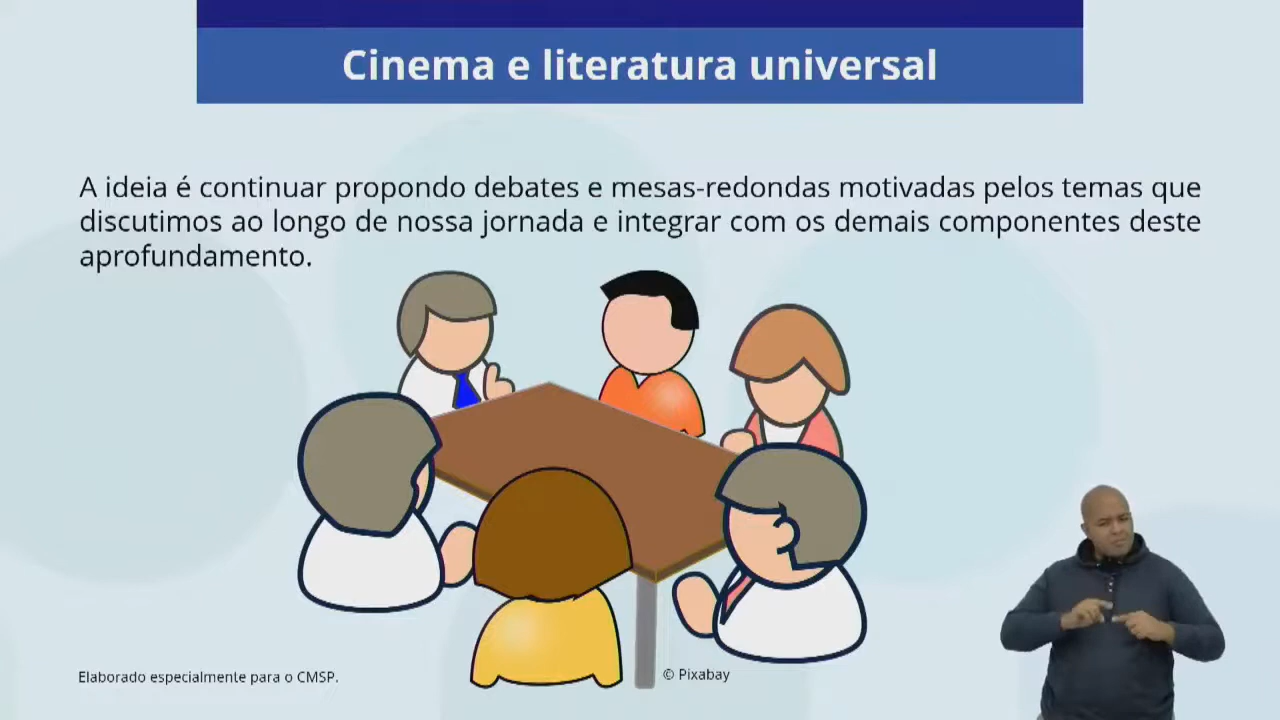 Cinema e literatura universal
A ideia é continuar propondo debates e mesas-redondas motivadas pelos temas que
discutimos ao longo de nossa jornada e integrar com os demais componentes deste
aprofundamento.
Elaborado especialmente para o CMSP.
© Pixabay